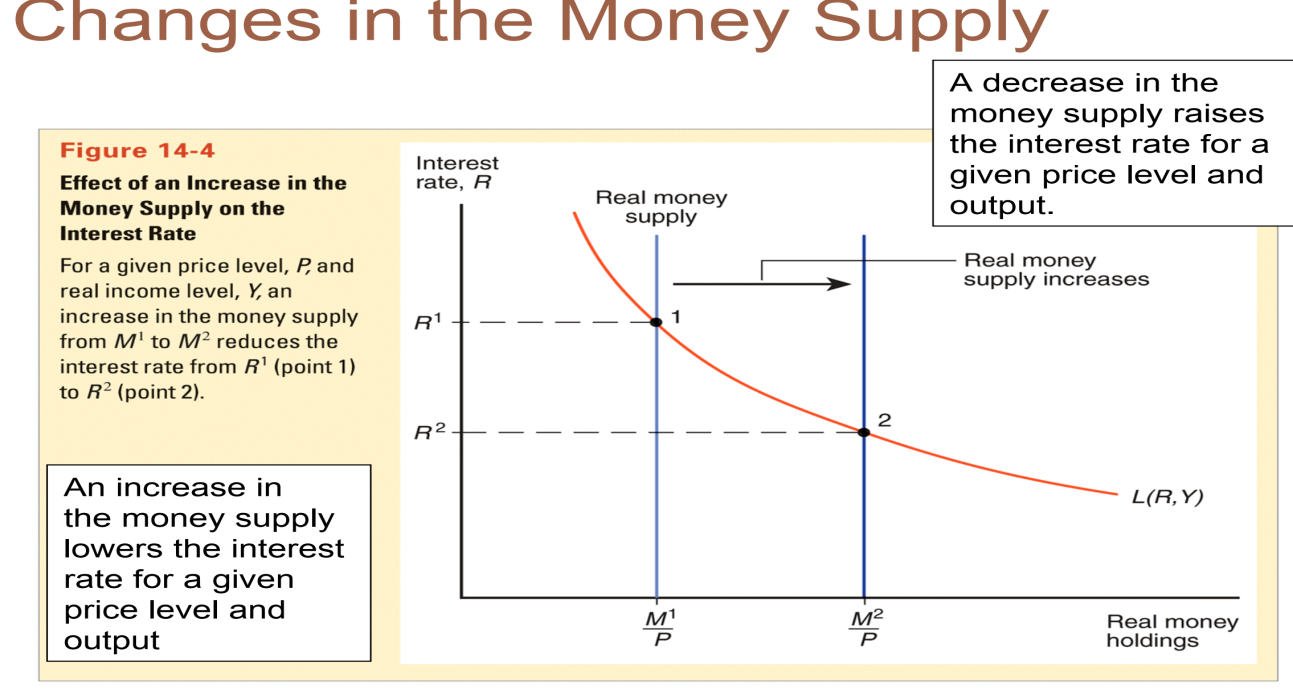 Changes in the Money Supply
A decrease in the
money supply raises
the interest rate for a
given price level and
output.
Figure 14-4
Effect of an Increase in the
Money Supply on the
Interest Rate
For a given price level, P, and
real income level, Y, an
increase in the money supply
from M¹ to M² reduces the
interest rate from R¹ (point 1)
to R² (point 2).
An increase in
the money supply
lowers the interest
rate for a given
price level and
output
Interest
rate, R
Real money
supply
Real money
supply increases
R¹
1
R²
2
L(R,Y)
M¹
P
M²
P
Real money
holdings